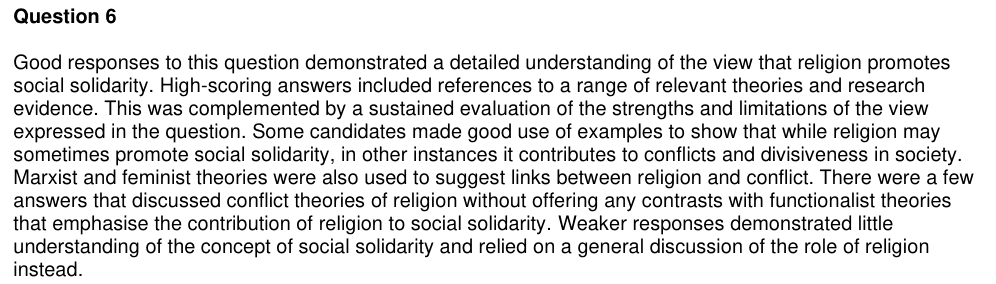 Question 6
Good responses to this question demonstrated a detailed understanding of the view that religion promotes
social solidarity. High-scoring answers included references to a range of relevant theories and research
evidence. This was complemented by a sustained evaluation of the strengths and limitations of the view
expressed in the question. Some candidates made good use of examples to show that while religion may
sometimes promote social solidarity, in other instances it contributes to conflicts and divisiveness in society.
Marxist and feminist theories were also used to suggest links between religion and conflict. There were a few
answers that discussed conflict theories of religion without offering any contrasts with functionalist theories
that emphasise the contribution of religion to social solidarity. Weaker responses demonstrated little
understanding of the concept of social solidarity and relied on a general discussion of the role of religion
instead.